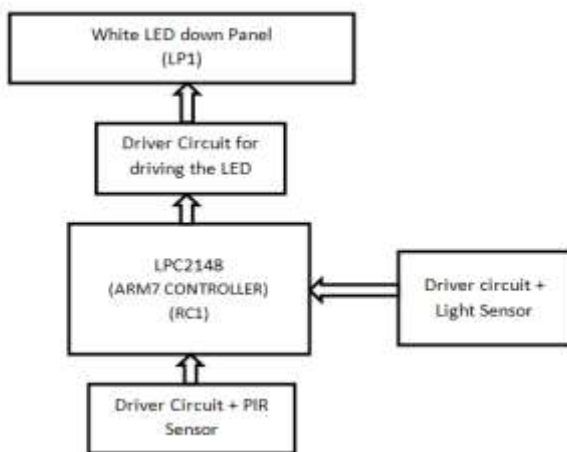 White LED down Panel
(LP1)
Driver Circuit for
driving the LED
LPC2148
(ARM7 CONTROLLER)
(RC1)
Driver circuit +
Light Sensor
Driver Circuit + PIR
Sensor